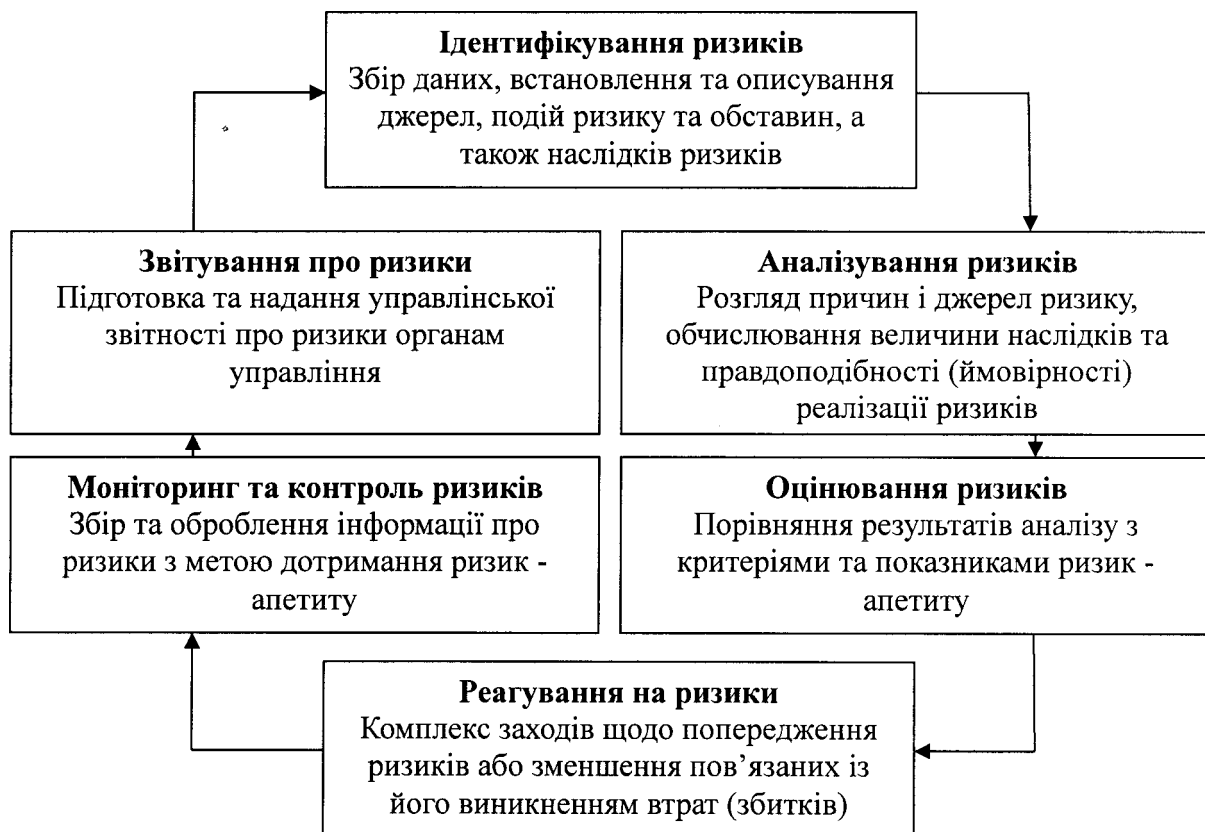 Ідентифікування ризиків
Збір даних, встановлення та описування
джерел, подій ризику та обставин, а
також наслідків ризиків
Звітування про ризики
Підготовка та надання управлінської
звітності про ризики органам
управління
Аналізування ризиків
Розгляд причин і джерел ризику,
обчислювання величини наслідків та
правдоподібності (ймовірності)
реалізації ризиків
Моніторинг та контроль ризиків
Збір та оброблення інформації про
ризики з метою дотримання ризик -
апетиту
Оцінювання ризиків
Порівняння результатів аналізу з
критеріями та показниками ризик -
апетиту
Реагування на ризики
Комплекс заходів щодо попередження
ризиків або зменшення пов’язаних із
його виникненням втрат (збитків)